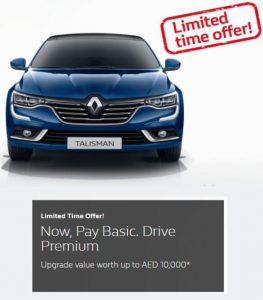 Limited
time offer!
TALISMAN
Limited Time Offer!
Now, Pay Basic. Drive
Premium
Upgrade value worth up to AED 10,000*